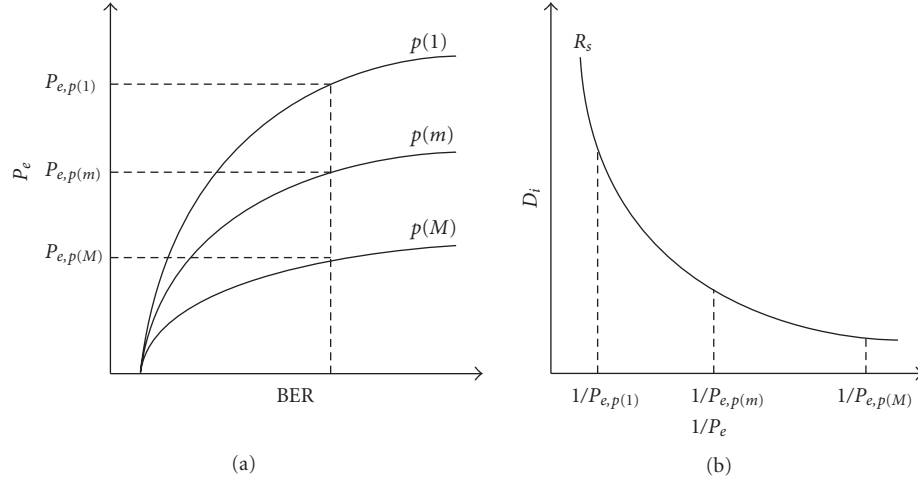 p(1)
P_{e,p(1)}
p(m)
P_{e,p(m)}
P_e
p(M)
P_{e,p(M)}
BER
(a)
R_s
D_i
1/P_{e,p(1)} 1/P_{e,p(m)} 1/P_{e,p(M)}
1/P_e
(b)